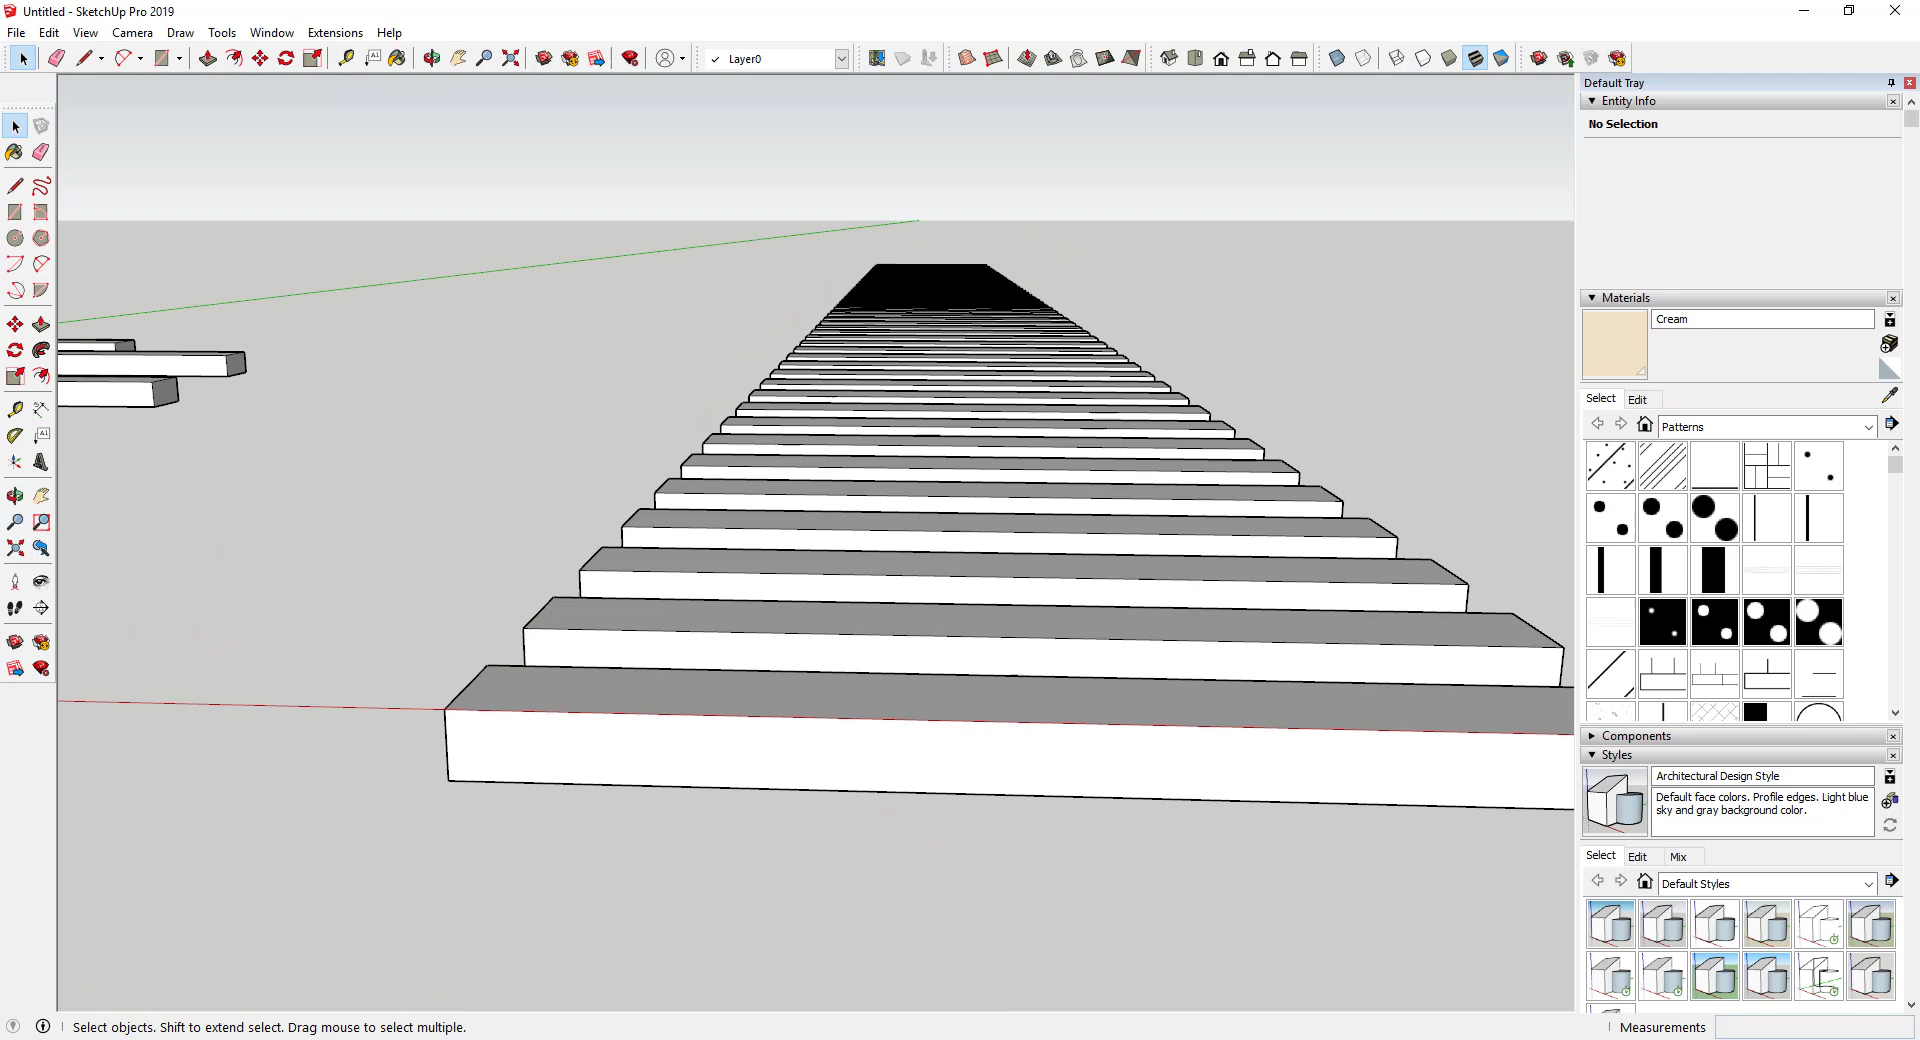 Untitled - SketchUp Pro 2019
File Edit View Camera Draw Tools Window Extensions Help
Layer0
Default Tray
Entity Info
No Selection
Materials
Cream
Select Edit
Patterns
Components
Styles
Architectural Design Style
Default face colors. Profile edges. Light blue
sky and gray background color.
Select Edit Mix
Default Styles
Select objects. Shift to extend select. Drag mouse to select multiple.
Measurements